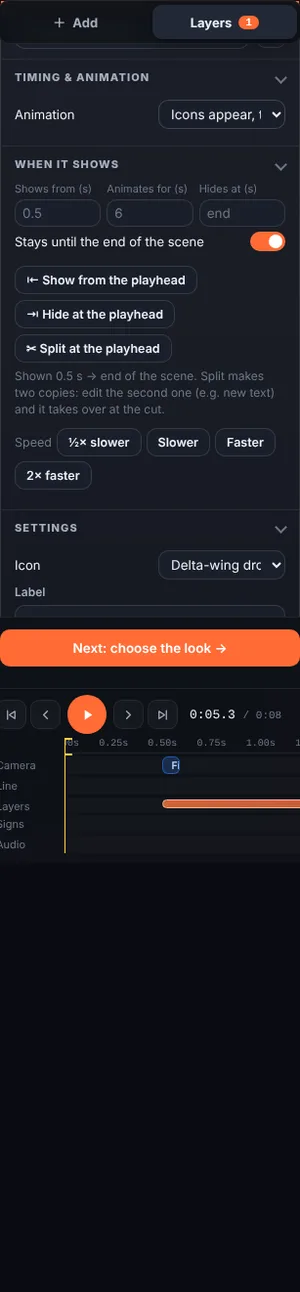 + Add
Layers 1
TIMING & ANIMATION
Animation
Icons appear, t
WHEN IT SHOWS
Shows from (s) Animates for (s) Hides at (s)
0.5 6 end
Stays until the end of the scene
⇤ Show from the playhead
⇥ Hide at the playhead
✂ Split at the playhead
Shown 0.5 s → end of the scene. Split makes
two copies: edit the second one (e.g. new text)
and it takes over at the cut.
Speed ½× slower Slower Faster
2× faster
SETTINGS
Icon Delta-wing drc
Label
Next: choose the look →
0:05.3 / 0:08
0s 0.25s 0.50s 0.75s 1.00s 1
Camera
Line
Layers
Signs
Audio